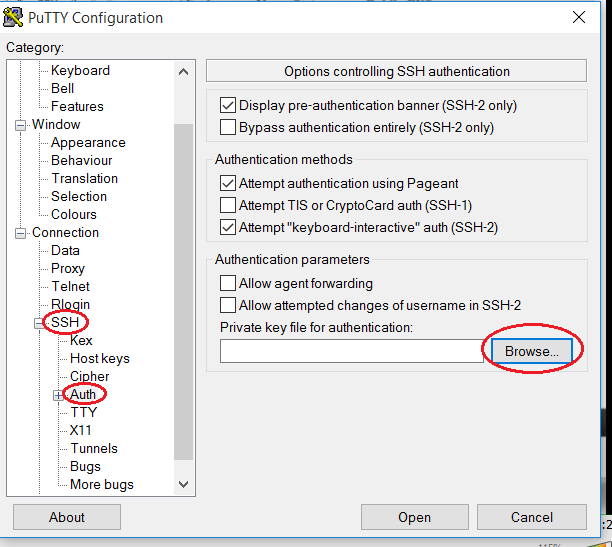 PuTTY Configuration
Category:
Keyboard
Bell
Features
Window
Appearance
Behaviour
Translation
Selection
Colours
Connection
Data
Proxy
Telnet
Rlogin
SSH
Kex
Host keys
Cipher
Auth
TTY
X11
Tunnels
Bugs
More bugs
Options controlling SSH authentication
Display pre-authentication banner (SSH-2 only)
Bypass authentication entirely (SSH-2 only)
Authentication methods
Attempt authentication using Pageant
Attempt TIS or CryptoCard auth (SSH-1)
Attempt "keyboard-interactive" auth (SSH-2)
Authentication parameters
Allow agent forwarding
Allow attempted changes of username in SSH-2
Private key file for authentication:
Browse...
About
Open
Cancel